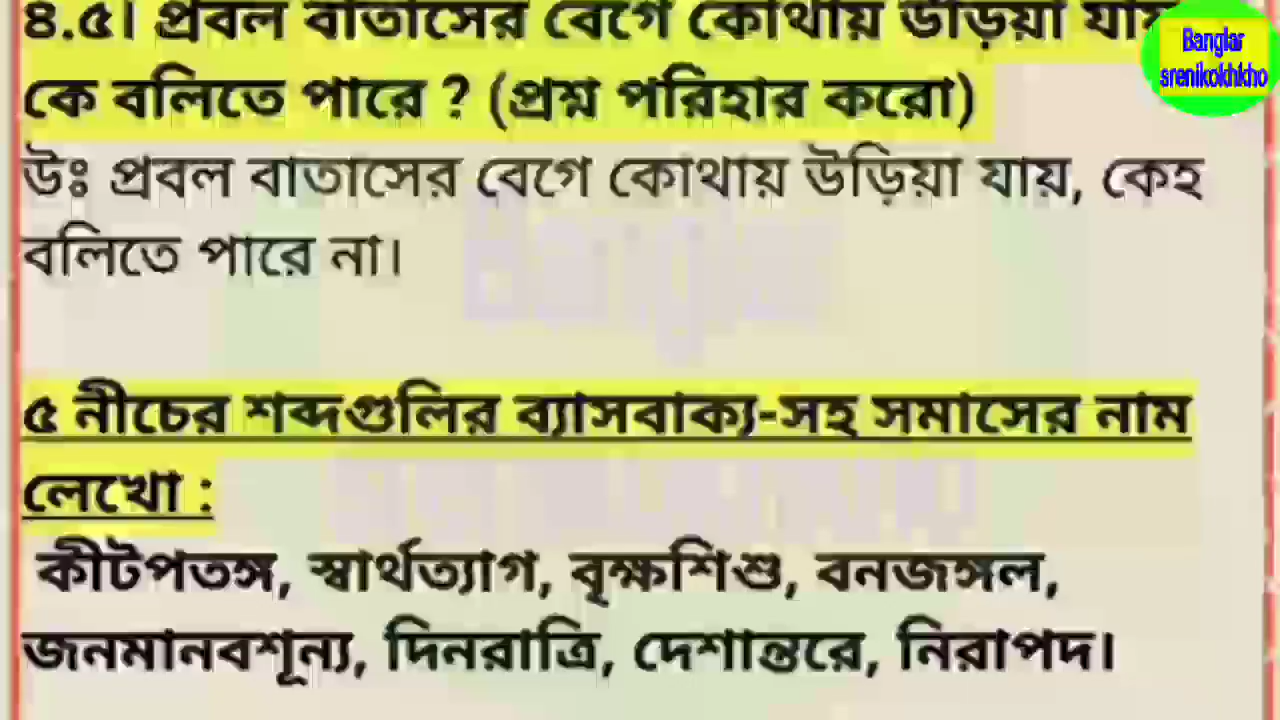 ৪.৫। প্রবল বাতাসের বেগে কোথায় উড়িয়া যায়
Banglar
srenikokhkho
কে বলিতে পারে ? (প্রশ্ন পরিহার করো)
উঃ প্রবল বাতাসের বেগে কোথায় উড়িয়া যায়, কেহ
বলিতে পারে না।
৫ নীচের শব্দগুলির ব্যাসবাক্য-সহ সমাসের নাম
লেখো :
কীটপতঙ্গ, স্বার্থত্যাগ, বৃক্ষশিশু, বনজঙ্গল,
জনমানবশূন্য, দিনরাত্রি, দেশান্তরে, নিরাপদ।